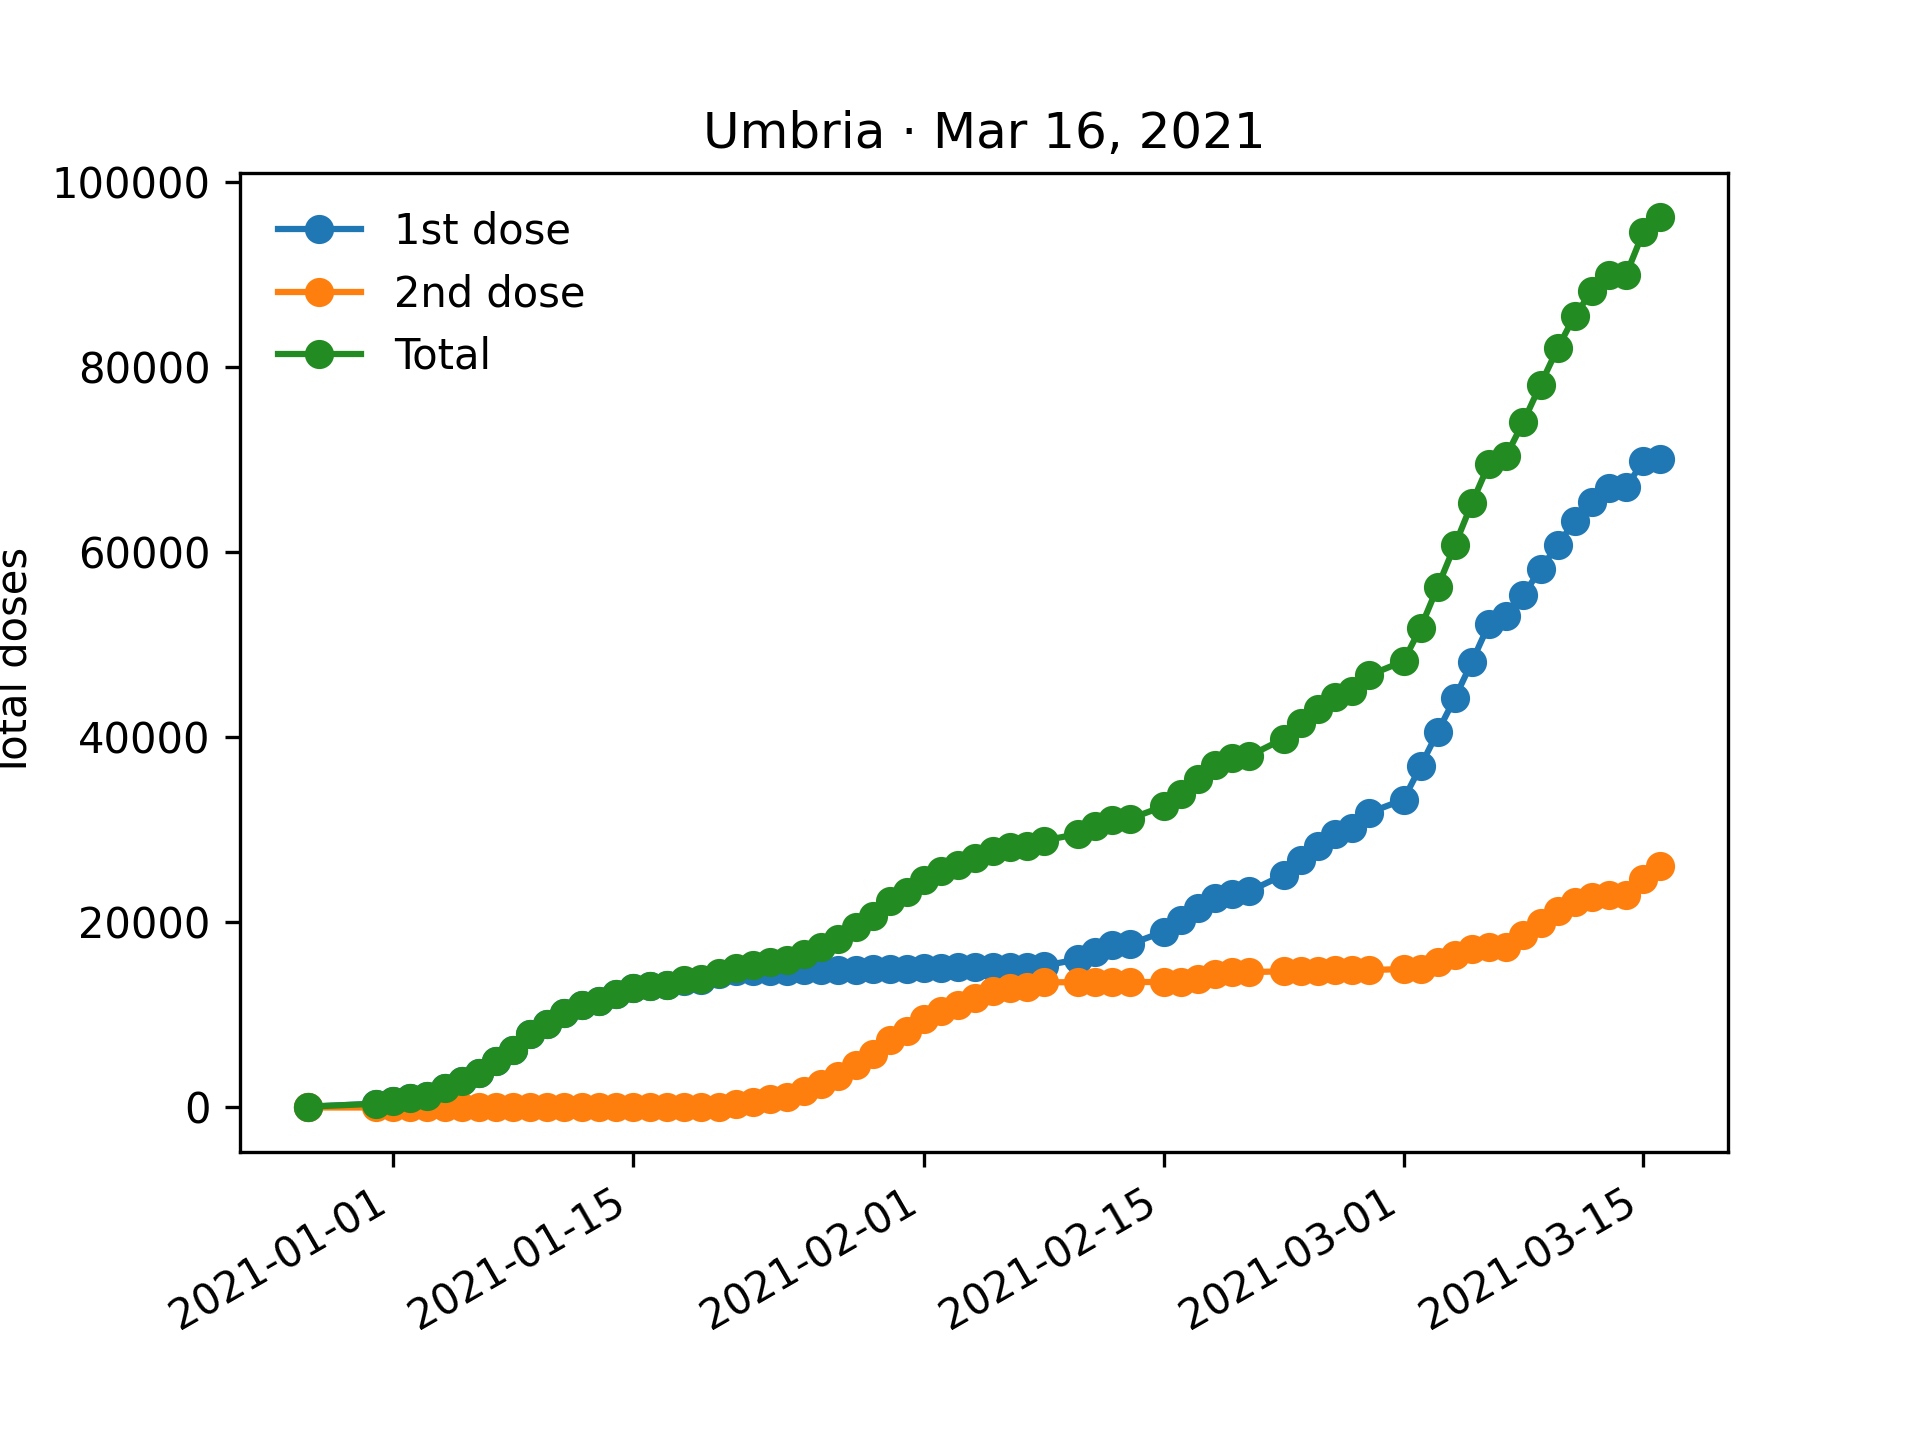 Umbria · Mar 16, 2021
100000
80000
60000
40000
20000
0
Total doses
1st dose
2nd dose
Total
2021-01-01
2021-01-15
2021-02-01
2021-02-15
2021-03-01
2021-03-15